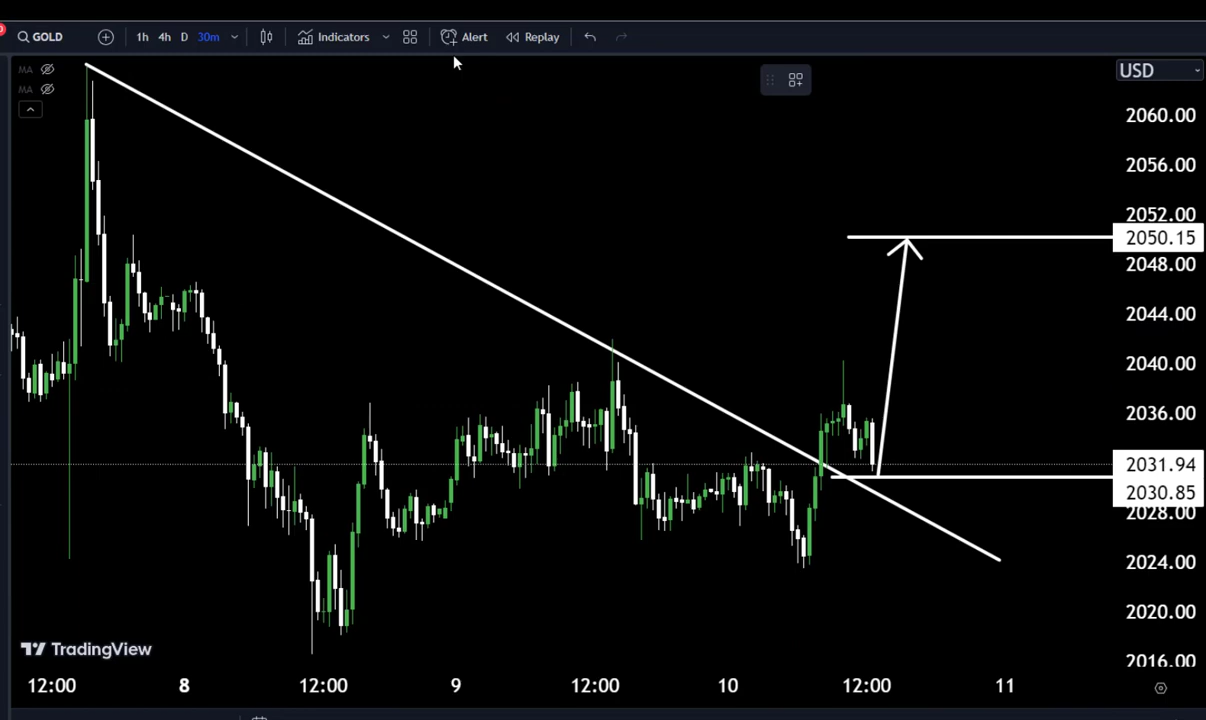 GOLD
1h 4h D 30m
Indicators
Alert
Replay
MA
MA
USD
2060.00
2056.00
2052.00
2050.15
2048.00
2044.00
2040.00
2036.00
2031.94
2030.85
2028.00
2024.00
2020.00
2016.00
TradingView
12:00 8 12:00 9 12:00 10 12:00 11